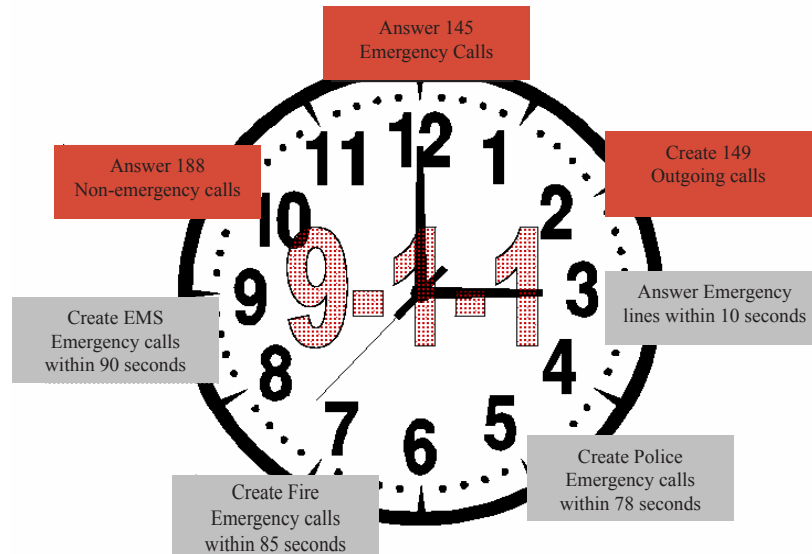 Answer 145
Emergency Calls
Answer 188
Non-emergency calls
Create 149
Outgoing calls
12
11
1
10
2
9-1-1
9
3
Create EMS
Emergency calls
within 90 seconds
Answer Emergency
lines within 10 seconds
8
4
7
5
6
Create Fire
Emergency calls
within 85 seconds
Create Police
Emergency calls
within 78 seconds